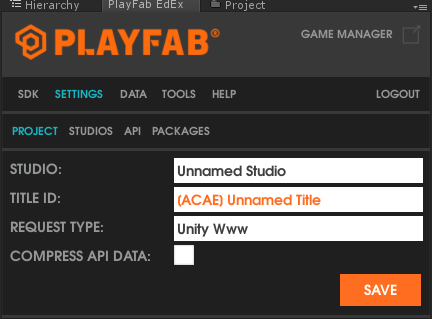 Hierarchy PlayFab EdEx Project
PLAYFAB® GAME MANAGER
SDK SETTINGS DATA TOOLS HELP LOGOUT
PROJECT STUDIOS API PACKAGES
STUDIO: Unnamed Studio
TITLE ID: (ACAE) Unnamed Title
REQUEST TYPE: Unity Www
COMPRESS API DATA:
SAVE